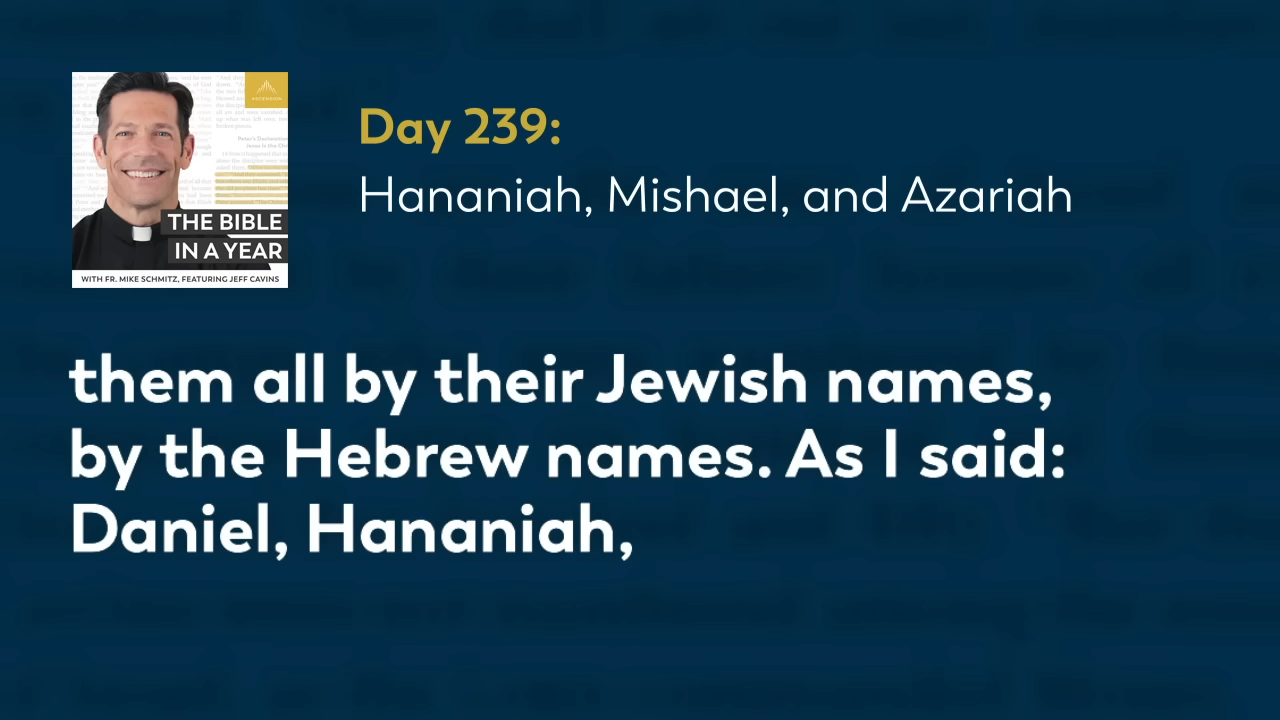 ASCENSION
Day 239:
Hananiah, Mishael, and Azariah
THE BIBLE
IN A YEAR
WITH FR. MIKE SCHMITZ, FEATURING JEFF CAVINS
them all by their Jewish names,
by the Hebrew names. As I said:
Daniel, Hananiah,